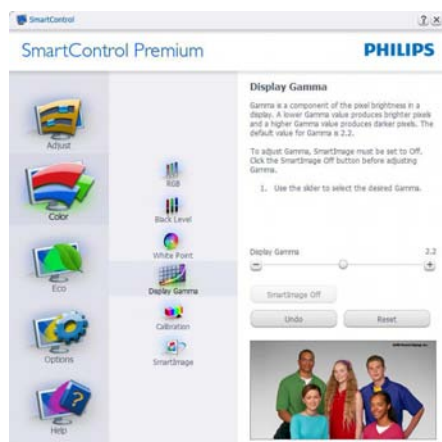 SmartControl
SmartControl Premium
PHILIPS
Adjust
Color
Eco
Options
Help
RGB
Black Level
White Point
Display Gamma
Calibration
SmartImage
Display Gamma
Gamma is a component of the pixel brightness in a
display. A lower Gamma value produces brighter pixels
and a higher Gamma value produces darker pixels. The
default value for Gamma is 2.2.
To adjust Gamma, SmartImage must be set to Off.
Click the SmartImage Off button before adjusting
Gamma.
1. Use the slider to select the desired Gamma.
Display Gamma 2.2
SmartImage Off
Undo
Reset